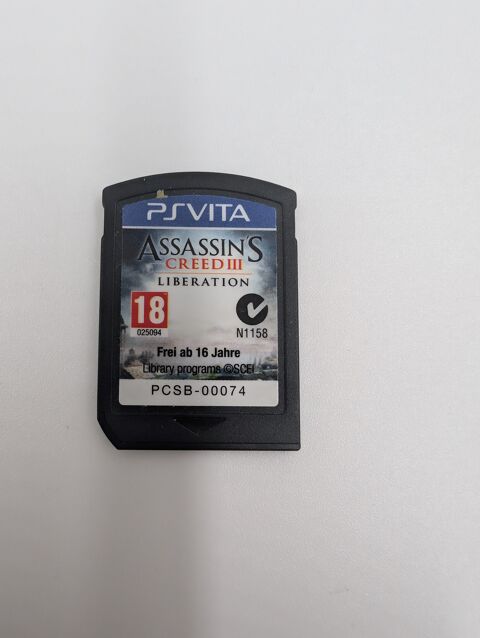 PSVITA
ASSASSIN'S
CREED III
LIBERATION
18
025094
N1158
Frei ab 16 Jahre
Library programs ©SCEI
PCSB-00074